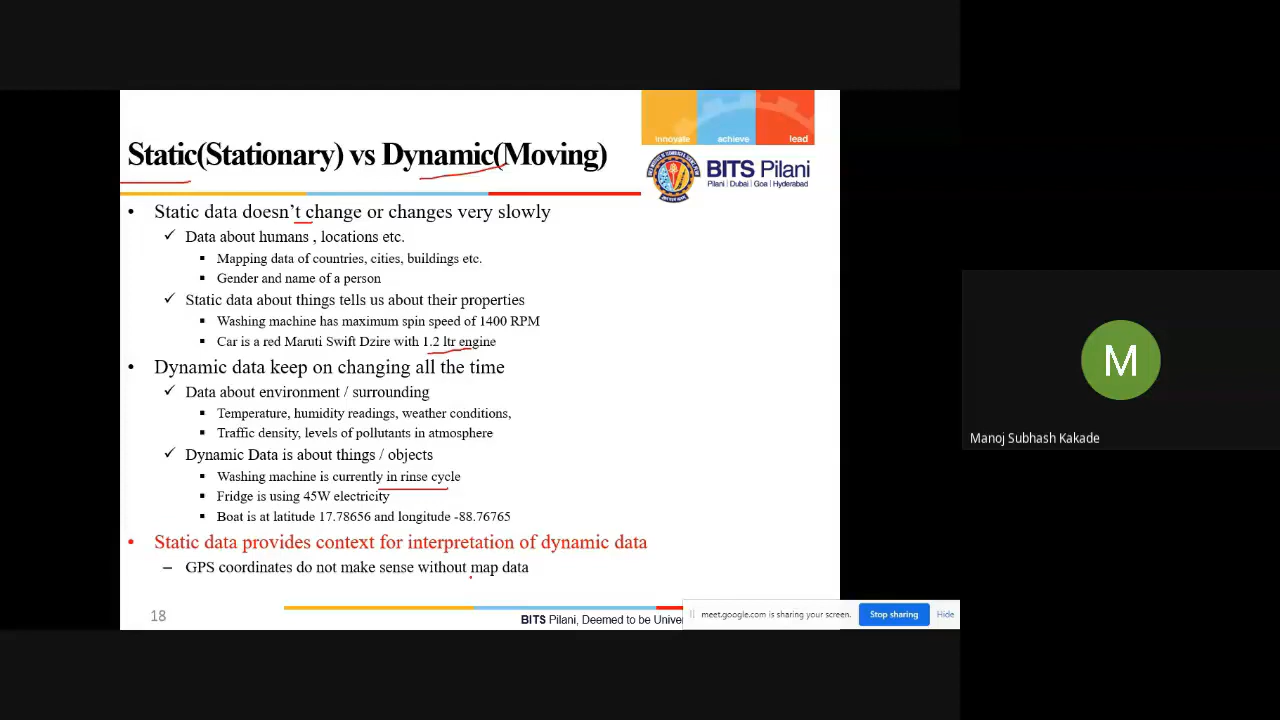 innovate achieve lead
Static(Stationary) vs Dynamic(Moving)
BITS Pilani
Pilani | Dubai | Goa | Hyderabad
• Static data doesn't change or changes very slowly
✓ Data about humans , locations etc.
▪ Mapping data of countries, cities, buildings etc.
▪ Gender and name of a person
✓ Static data about things tells us about their properties
▪ Washing machine has maximum spin speed of 1400 RPM
▪ Car is a red Maruti Swift Dzire with 1.2 ltr engine
• Dynamic data keep on changing all the time
✓ Data about environment / surrounding
▪ Temperature, humidity readings, weather conditions,
▪ Traffic density, levels of pollutants in atmosphere
✓ Dynamic Data is about things / objects
▪ Washing machine is currently in rinse cycle
▪ Fridge is using 45W electricity
▪ Boat is at latitude 17.78656 and longitude -88.76765
• Static data provides context for interpretation of dynamic data
– GPS coordinates do not make sense without map data
18
BITS Pilani, Deemed to be Unive
meet.google.com is sharing your screen. Stop sharing Hide
M
Manoj Subhash Kakade